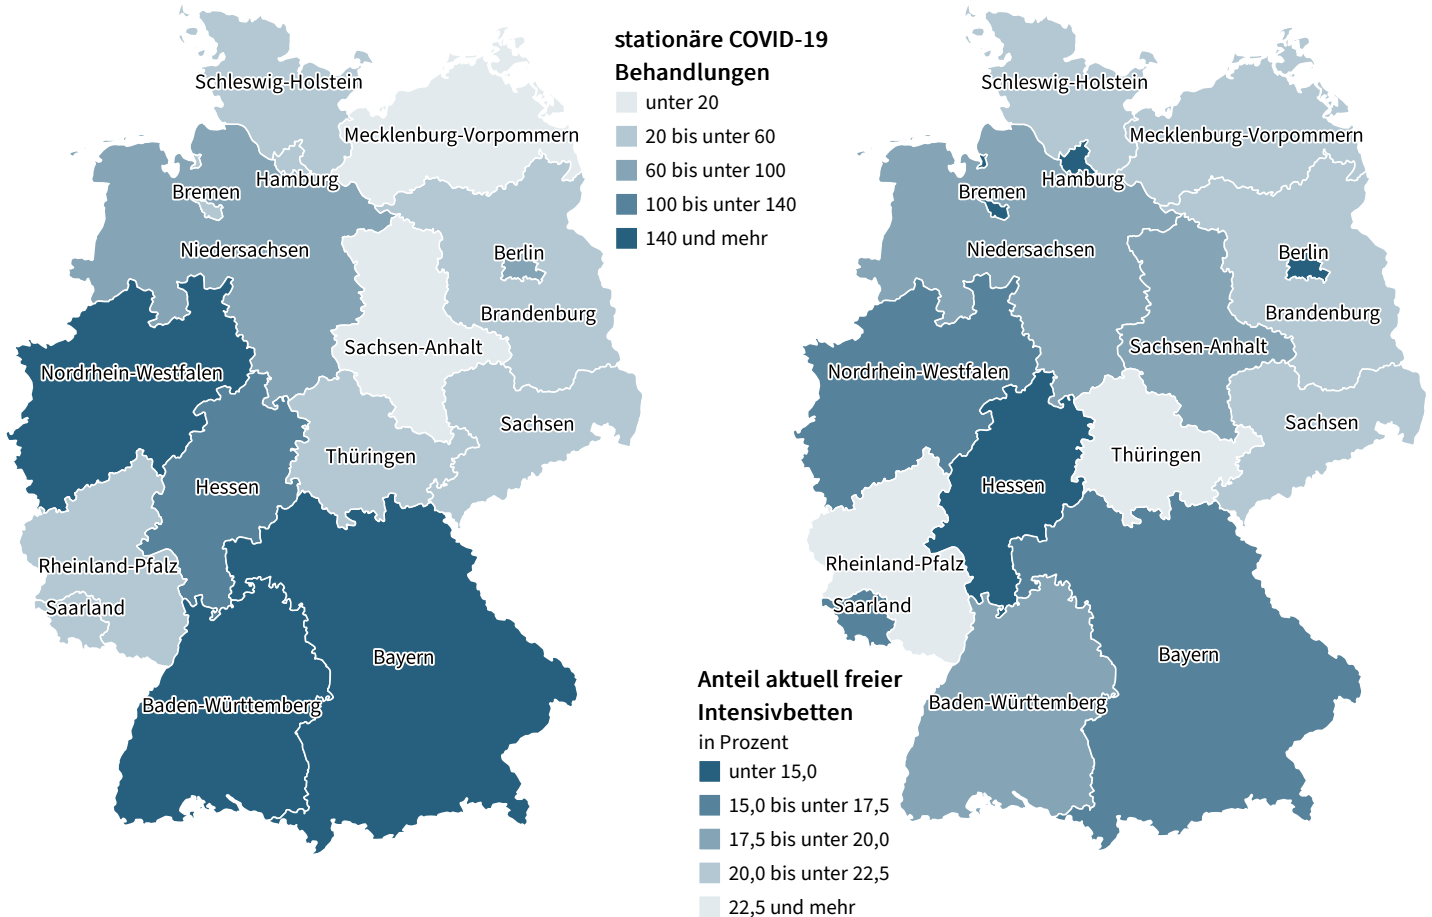 stationäre COVID-19
Behandlungen
unter 20
20 bis unter 60
60 bis unter 100
100 bis unter 140
140 und mehr
Schleswig-Holstein
Mecklenburg-Vorpommern
Hamburg
Bremen
Niedersachsen
Berlin
Brandenburg
Sachsen-Anhalt
Nordrhein-Westfalen
Sachsen
Thüringen
Hessen
Rheinland-Pfalz
Saarland
Bayern
Baden-Württemberg
Schleswig-Holstein
Mecklenburg-Vorpommern
Hamburg
Bremen
Niedersachsen
Berlin
Brandenburg
Sachsen-Anhalt
Nordrhein-Westfalen
Sachsen
Thüringen
Hessen
Rheinland-Pfalz
Saarland
Bayern
Baden-Württemberg
Anteil aktuell freier
Intensivbetten
in Prozent
unter 15,0
15,0 bis unter 17,5
17,5 bis unter 20,0
20,0 bis unter 22,5
22,5 und mehr